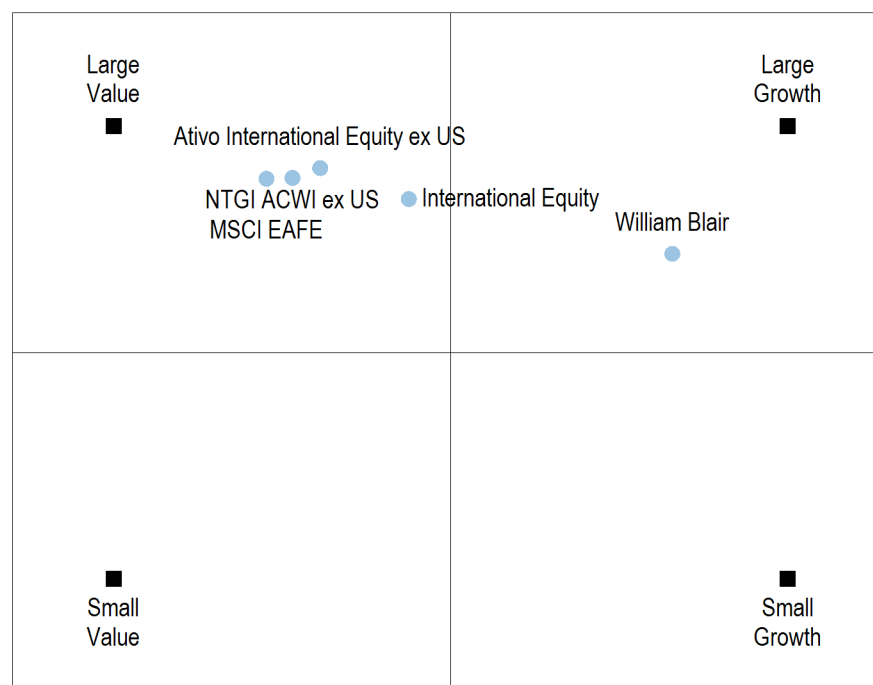 Large
Value
Large
Growth
Ativo International Equity ex US
NTGI ACWI ex US
International Equity
MSCI EAFE
William Blair
Small
Value
Small
Growth